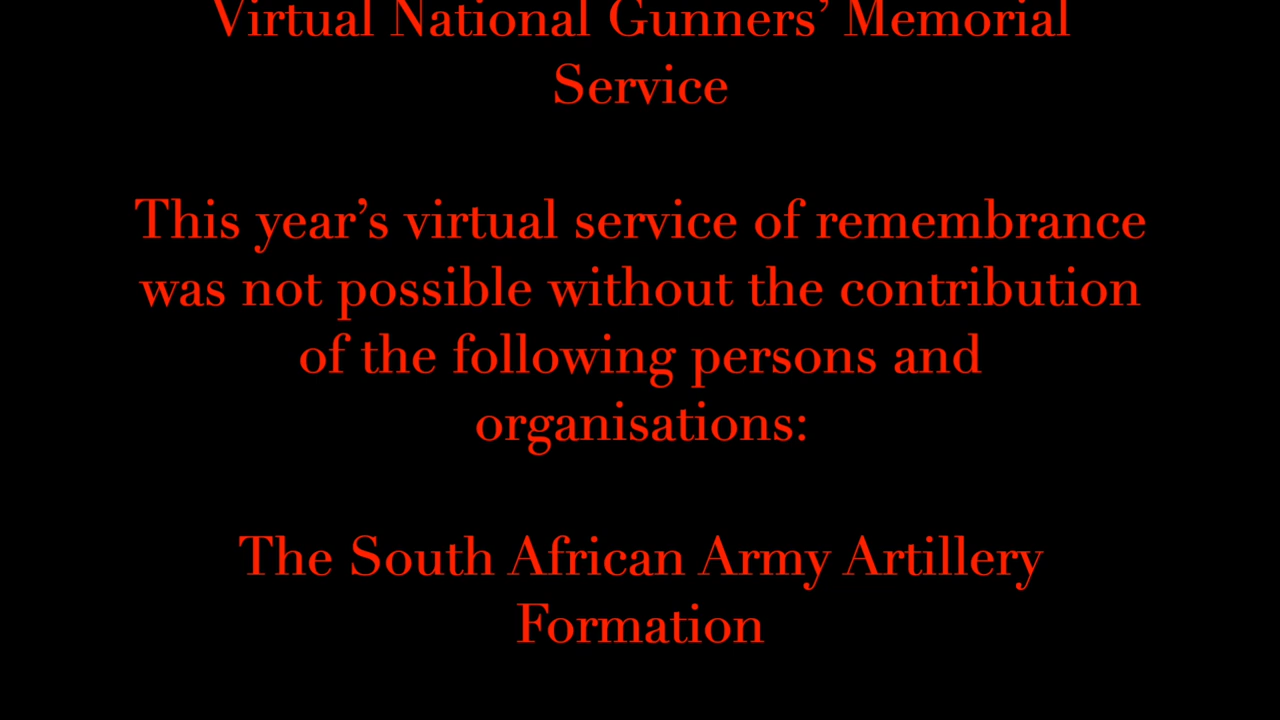 Virtual National Gunners’ Memorial
Service
This year’s virtual service of remembrance
was not possible without the contribution
of the following persons and
organisations:
The South African Army Artillery
Formation